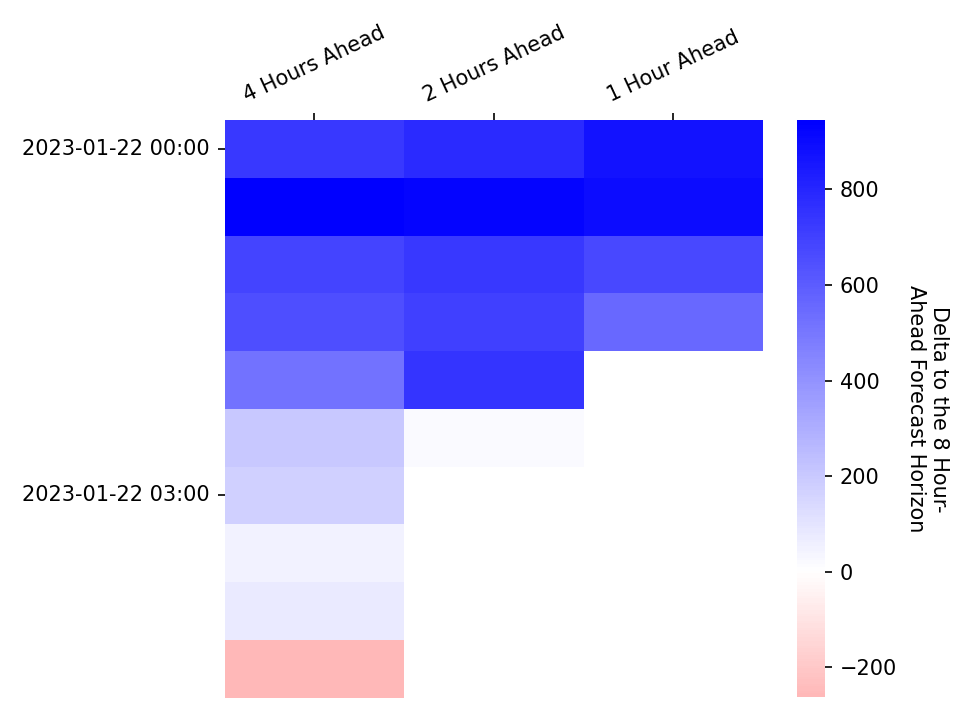 4 Hours Ahead
2 Hours Ahead
1 Hour Ahead
2023-01-22 00:00
2023-01-22 03:00
800
600
400
200
0
−200
Delta to the 8 Hour-
Ahead Forecast Horizon